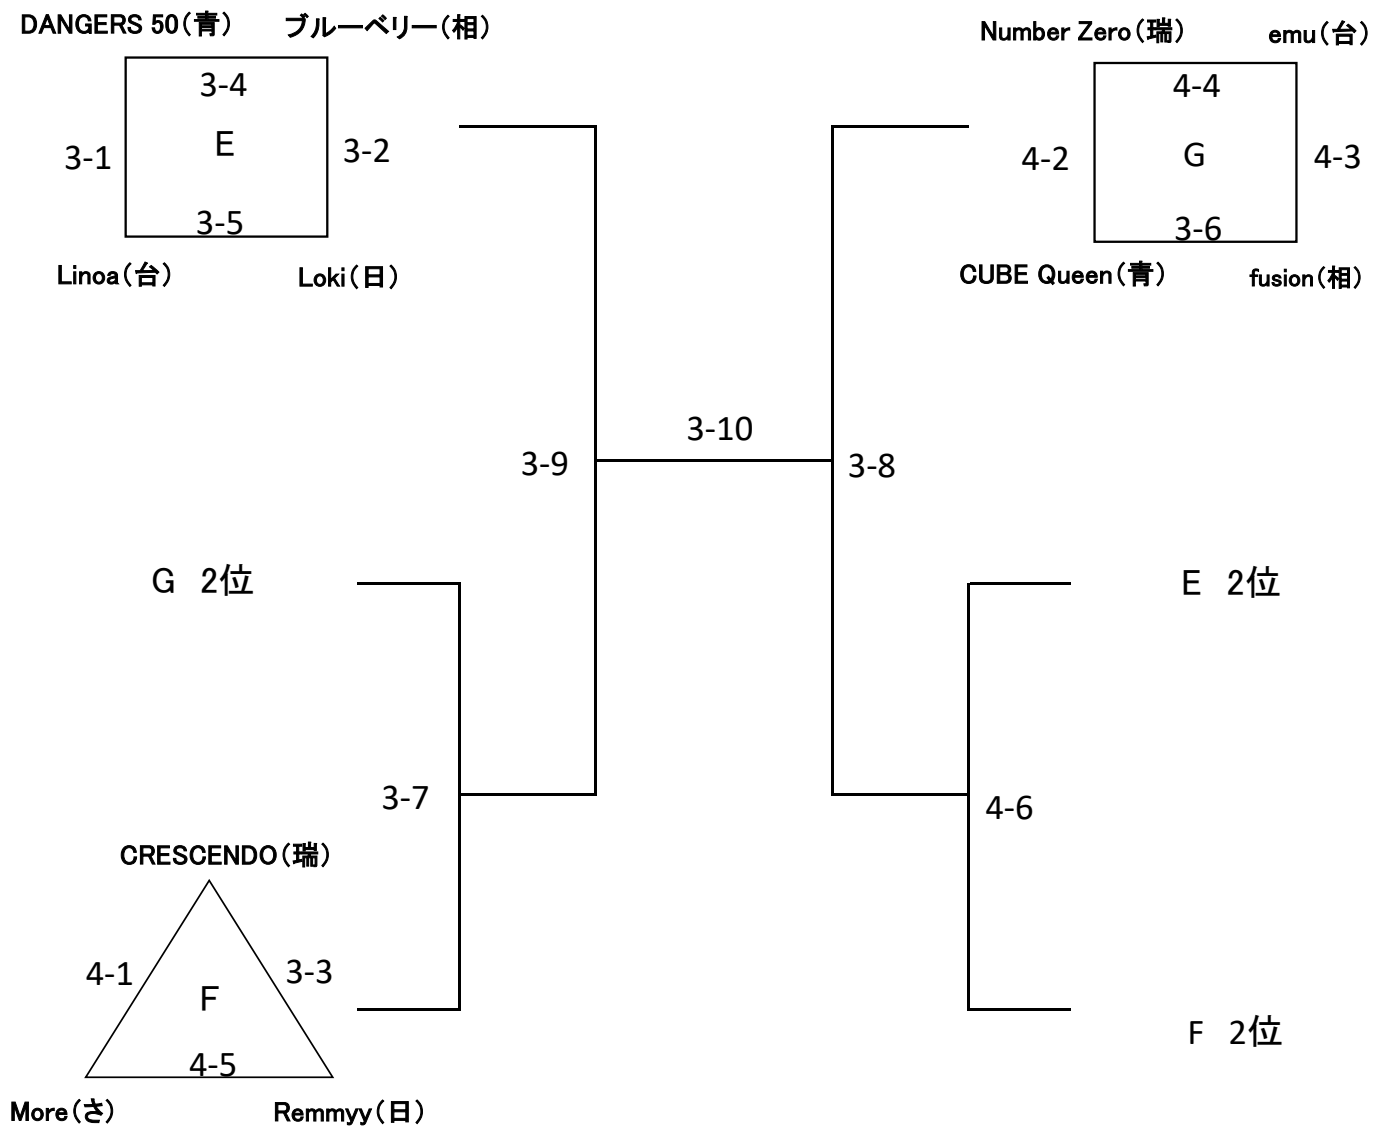 DANGERS 50(青) ブルーベリー(相)
3-4
E
3-1
3-2
3-5
Linoa(台) Loki(日)
Number Zero(瑞) emu(台)
4-4
G
4-2
4-3
3-6
CUBE Queen(青) fusion(相)
3-10
3-9
3-8
G 2位
E 2位
3-7
4-6
CRESCENDO(瑞)
4-1
3-3
F
4-5
More(さ) Remmyy(日)
F 2位